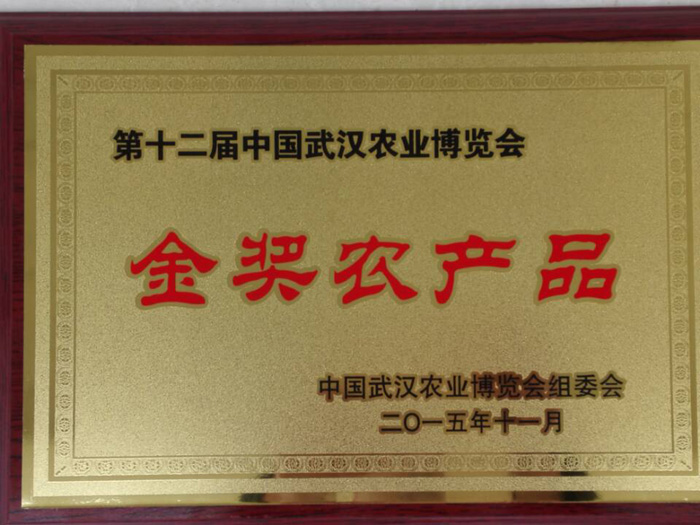 第十二届中国武汉农业博览会
金奖农产品
中国武汉农业博览会组委会
二〇一五年十一月